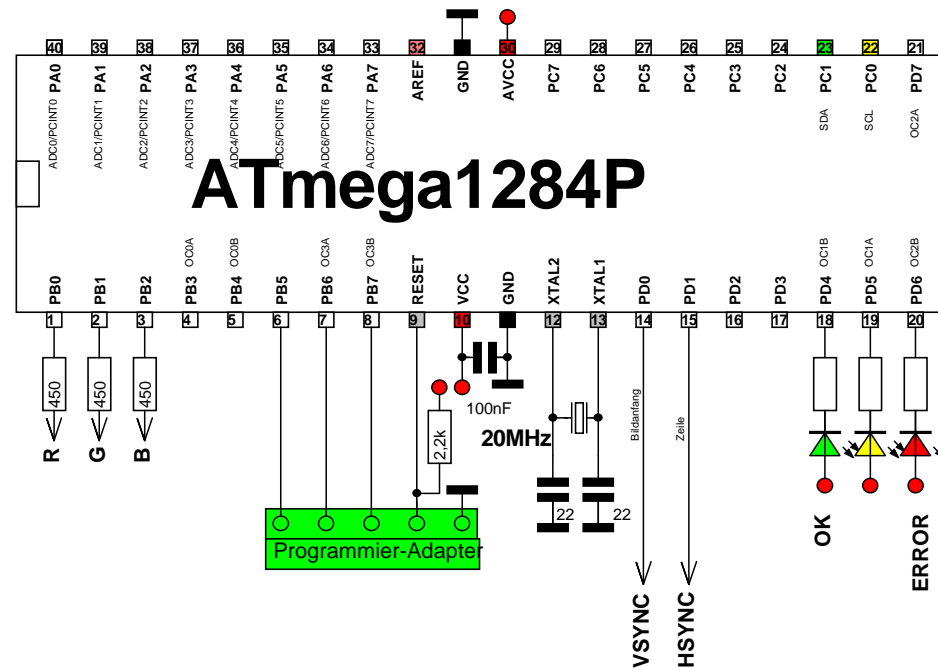 40 39 38 37 36 35 34 33 32 30 29 28 27 26 25 24 23 22 21
PA0 PA1 PA2 PA3 PA4 PA5 PA6 PA7 AREF GND AVCC PC7 PC6 PC5 PC4 PC3 PC2 PC1 PC0 PD7
ADC0/PCINT0 ADC1/PCINT1 ADC2/PCINT2 ADC3/PCINT3 ADC4/PCINT4 ADC5/PCINT5 ADC6/PCINT6 ADC7/PCINT7 SDA SCL OC2A
ATmega1284P
OC0A OC0B OC3A OC3B OC1B OC1A OC2B
PB0 PB1 PB2 PB3 PB4 PB5 PB6 PB7 RESET VCC GND XTAL2 XTAL1 PD0 PD1 PD2 PD3 PD4 PD5 PD6
1 2 3 4 5 6 7 8 9 10 12 13 14 15 16 17 18 19 20
450 450 450
R G B
2,2k
100nF
20MHz
Bildanfang Zeile
22 22
Programmier-Adapter
OK ERROR
VSYNC HSYNC